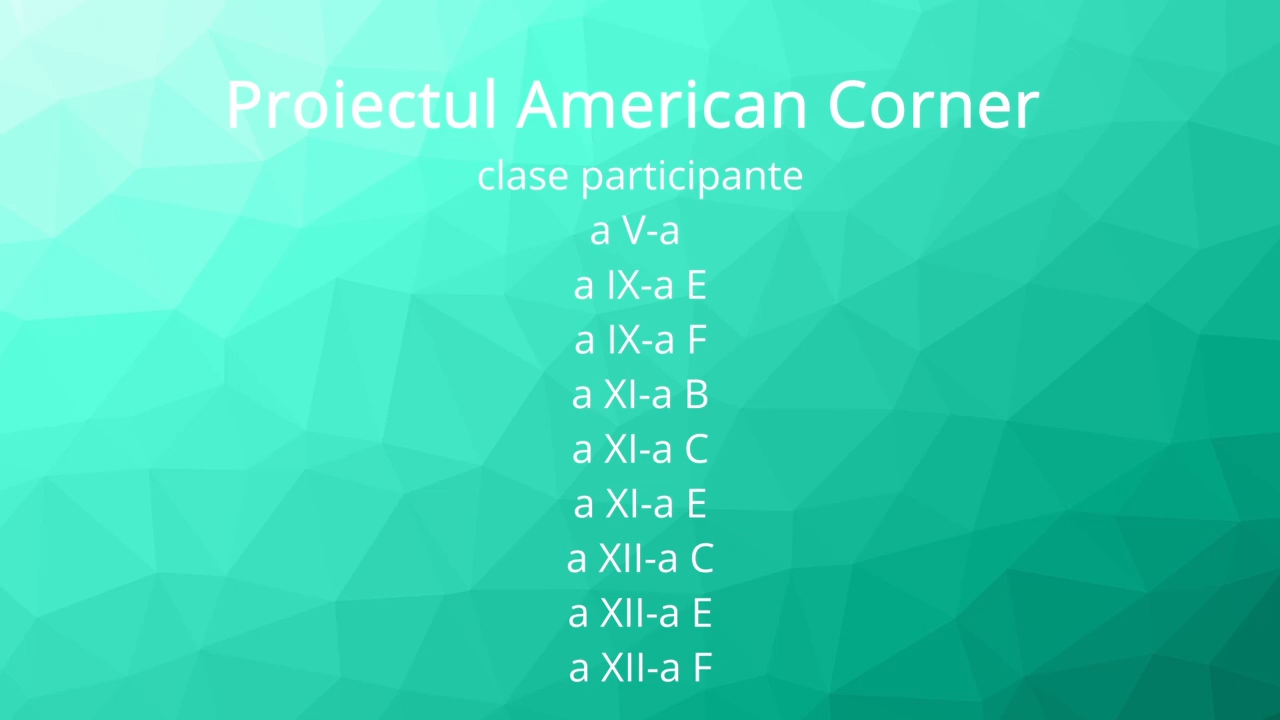 Proiectul American Corner
clase participante
a V-a
a IX-a E
a IX-a F
a XI-a B
a XI-a C
a XI-a E
a XII-a C
a XII-a E
a XII-a F